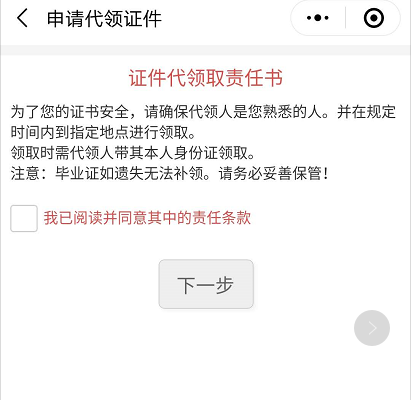 申请代领证件
证件代领取责任书
为了您的证书安全，请确保代领人是您熟悉的人。并在规定
时间内到指定地点进行领取。
领取时需代领人带其本人身份证领取。
注意：毕业证如遗失无法补领。请务必妥善保管！
我已阅读并同意其中的责任条款
下一步